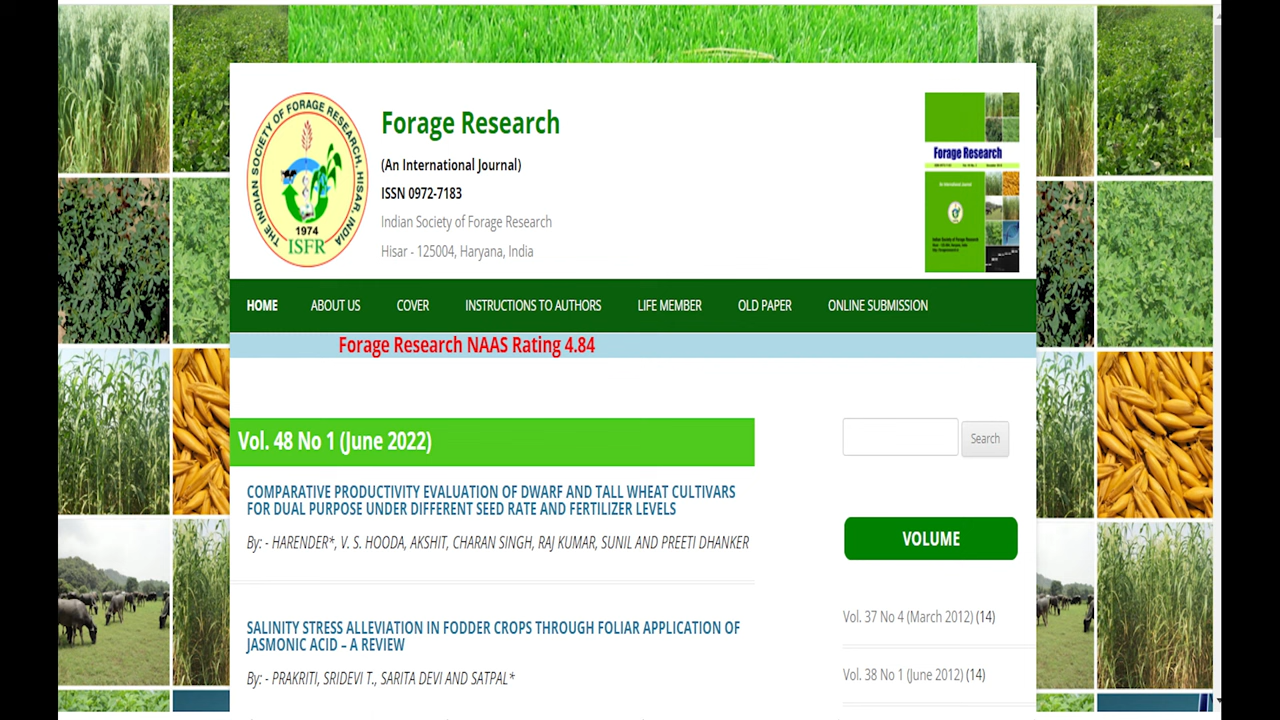 THE INDIAN SOCIETY OF FORAGE RESEARCH, HISAR, INDIA
1974
ISFR
Forage Research
(An International Journal)
ISSN 0972-7183
Indian Society of Forage Research
Hisar - 125004, Haryana, India
Forage Research
HOME ABOUT US COVER INSTRUCTIONS TO AUTHORS LIFE MEMBER OLD PAPER ONLINE SUBMISSION
Forage Research NAAS Rating 4.84
Vol. 48 No 1 (June 2022)
COMPARATIVE PRODUCTIVITY EVALUATION OF DWARF AND TALL WHEAT CULTIVARS
FOR DUAL PURPOSE UNDER DIFFERENT SEED RATE AND FERTILIZER LEVELS
By: - HARENDER*, V. S. HOODA, AKSHIT, CHARAN SINGH, RAJ KUMAR, SUNIL AND PREETI DHANKER
SALINITY STRESS ALLEVIATION IN FODDER CROPS THROUGH FOLIAR APPLICATION OF
JASMONIC ACID – A REVIEW
By: - PRAKRITI, SRIDEVI T., SARITA DEVI AND SATPAL*
Search
VOLUME
Vol. 37 No 4 (March 2012) (14)
Vol. 38 No 1 (June 2012) (14)